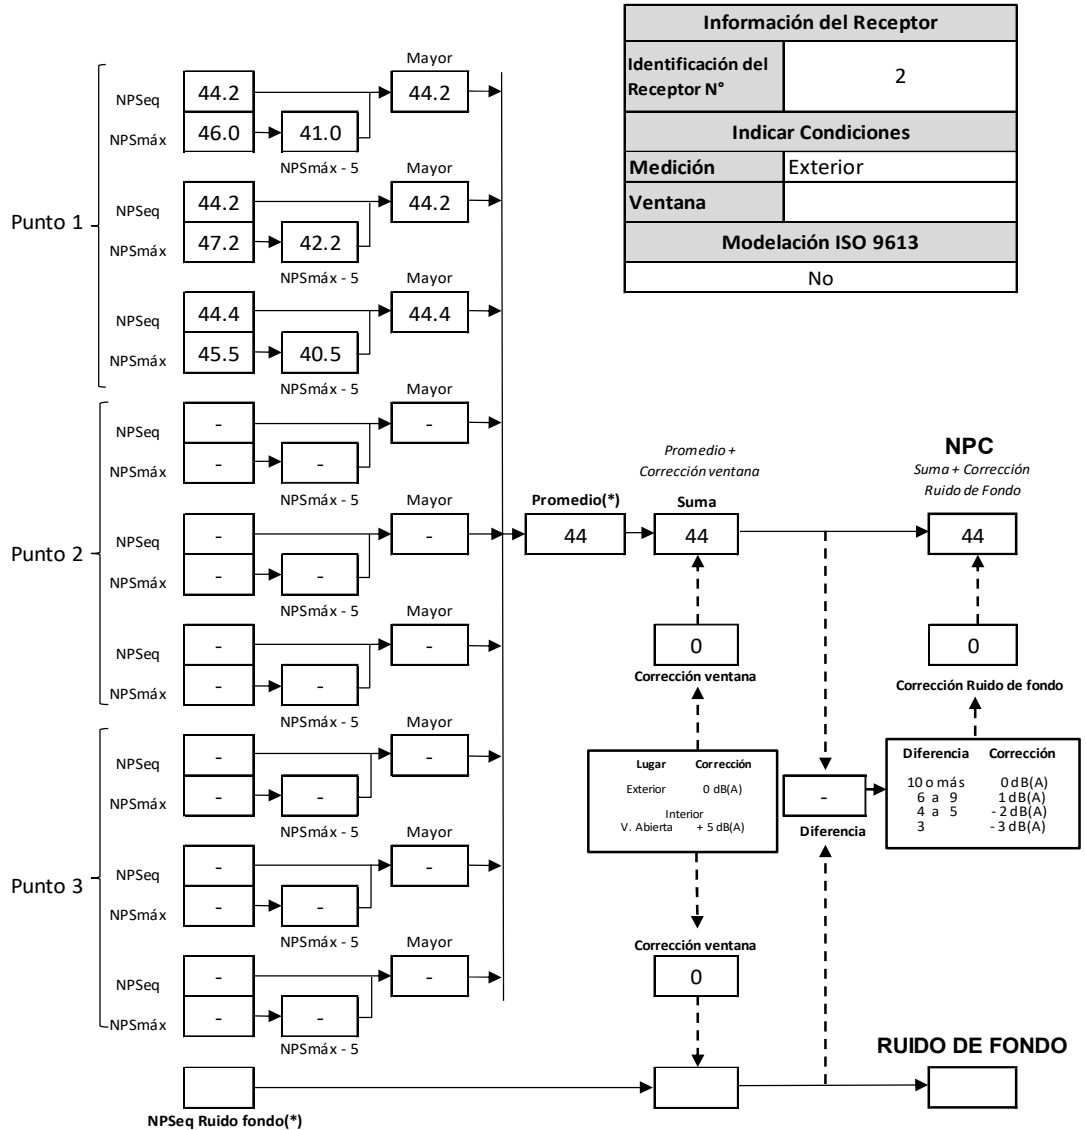 Información del Receptor
Identificación del Receptor N° 2
Indicar Condiciones
Medición Exterior
Ventana
Modelación ISO 9613
No
Punto 1
Mayor
NPSeq 44.2 44.2
NPSmáx 46.0 41.0
NPSmáx - 5
Mayor
NPSeq 44.2 44.2
NPSmáx 47.2 42.2
NPSmáx - 5
Mayor
NPSeq 44.4 44.4
NPSmáx 45.5 40.5
NPSmáx - 5
Punto 2
Mayor
NPSeq - -
NPSmáx - -
NPSmáx - 5
Mayor
NPSeq - -
NPSmáx - -
NPSmáx - 5
Mayor
NPSeq - -
NPSmáx - -
NPSmáx - 5
Punto 3
Mayor
NPSeq - -
NPSmáx - -
NPSmáx - 5
Mayor
NPSeq - -
NPSmáx - -
NPSmáx - 5
Mayor
NPSeq - -
NPSmáx - -
NPSmáx - 5
Promedio(*)
44
Promedio +
Corrección ventana
Suma
44
0
Corrección ventana
Lugar Corrección
Exterior 0 dB(A)
Interior
V. Abierta + 5 dB(A)
Corrección ventana
0
-
Diferencia
NPC
Suma + Corrección
Ruido de Fondo
44
0
Corrección Ruido de fondo
Diferencia Corrección
10 o más 0 dB(A)
6 a 9 1 dB(A)
4 a 5 - 2 dB(A)
3 - 3 dB(A)
RUIDO DE FONDO
NPSeq Ruido fondo(*)